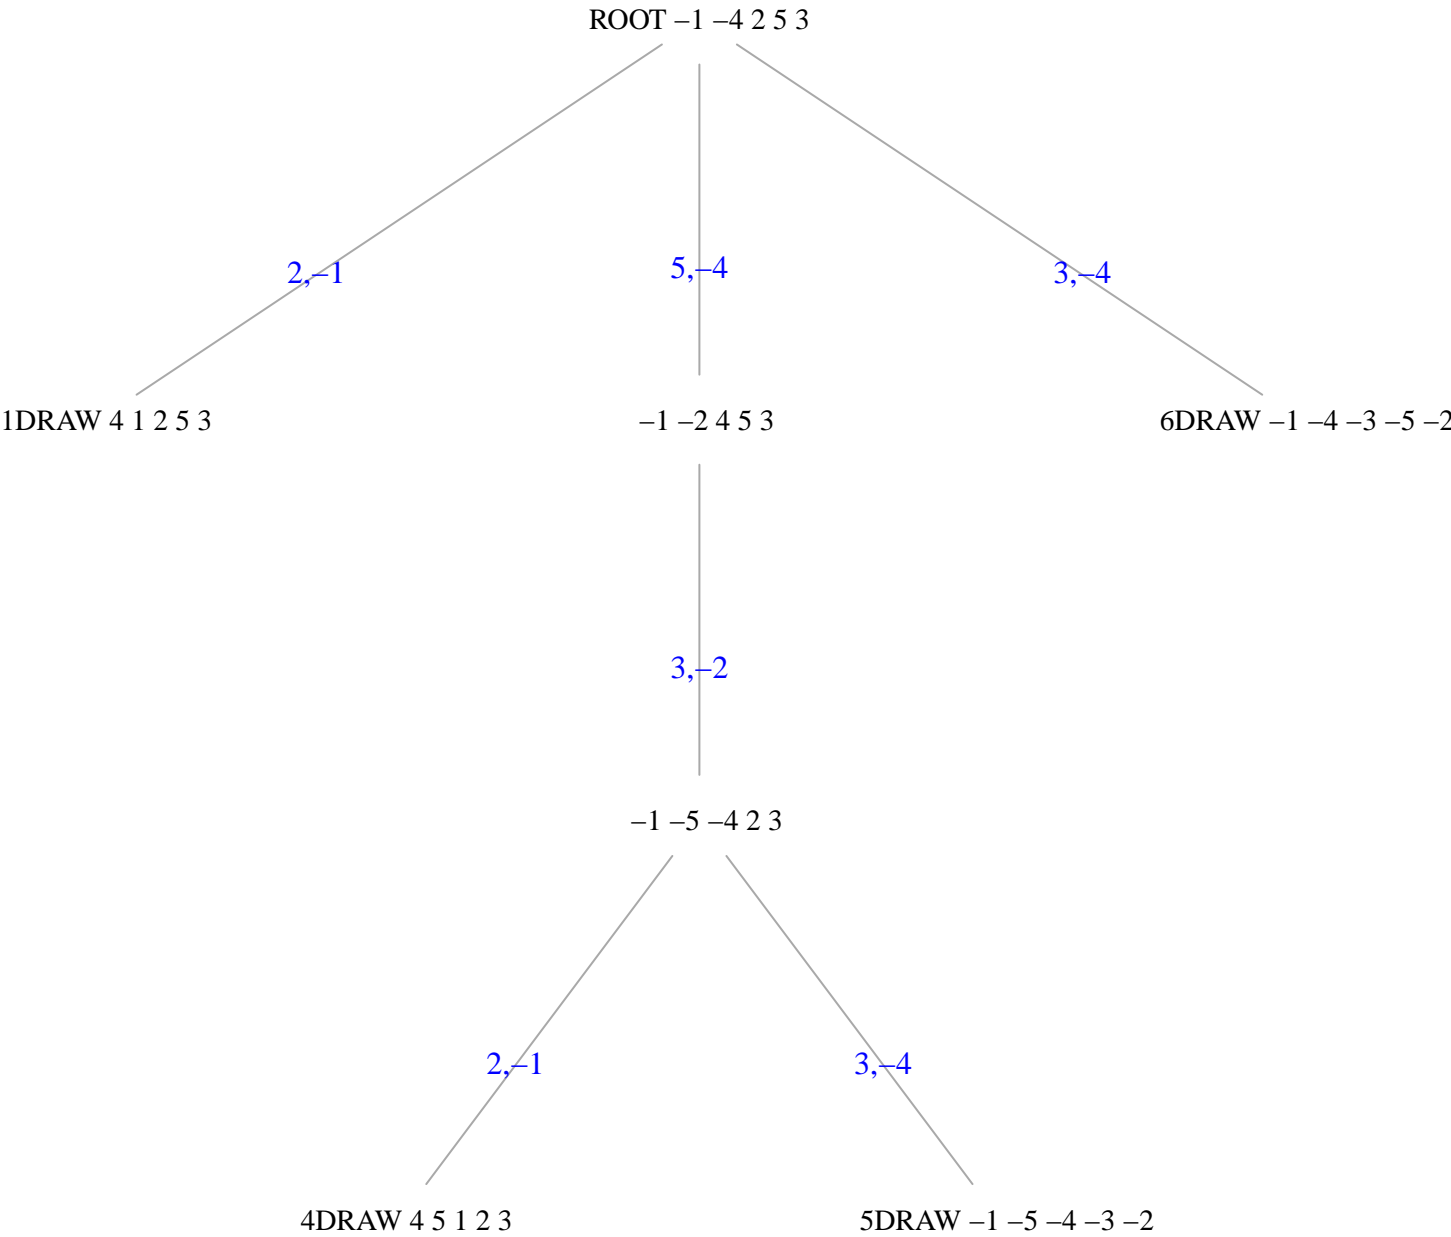 ROOT –1 –4 2 5 3
2,–1
5,–4
3,–4
1DRAW 4 1 2 5 3
–1 –2 4 5 3
6DRAW –1 –4 –3 –5 –2
3,–2
–1 –5 –4 2 3
2,–1
3,–4
4DRAW 4 5 1 2 3
5DRAW –1 –5 –4 –3 –2